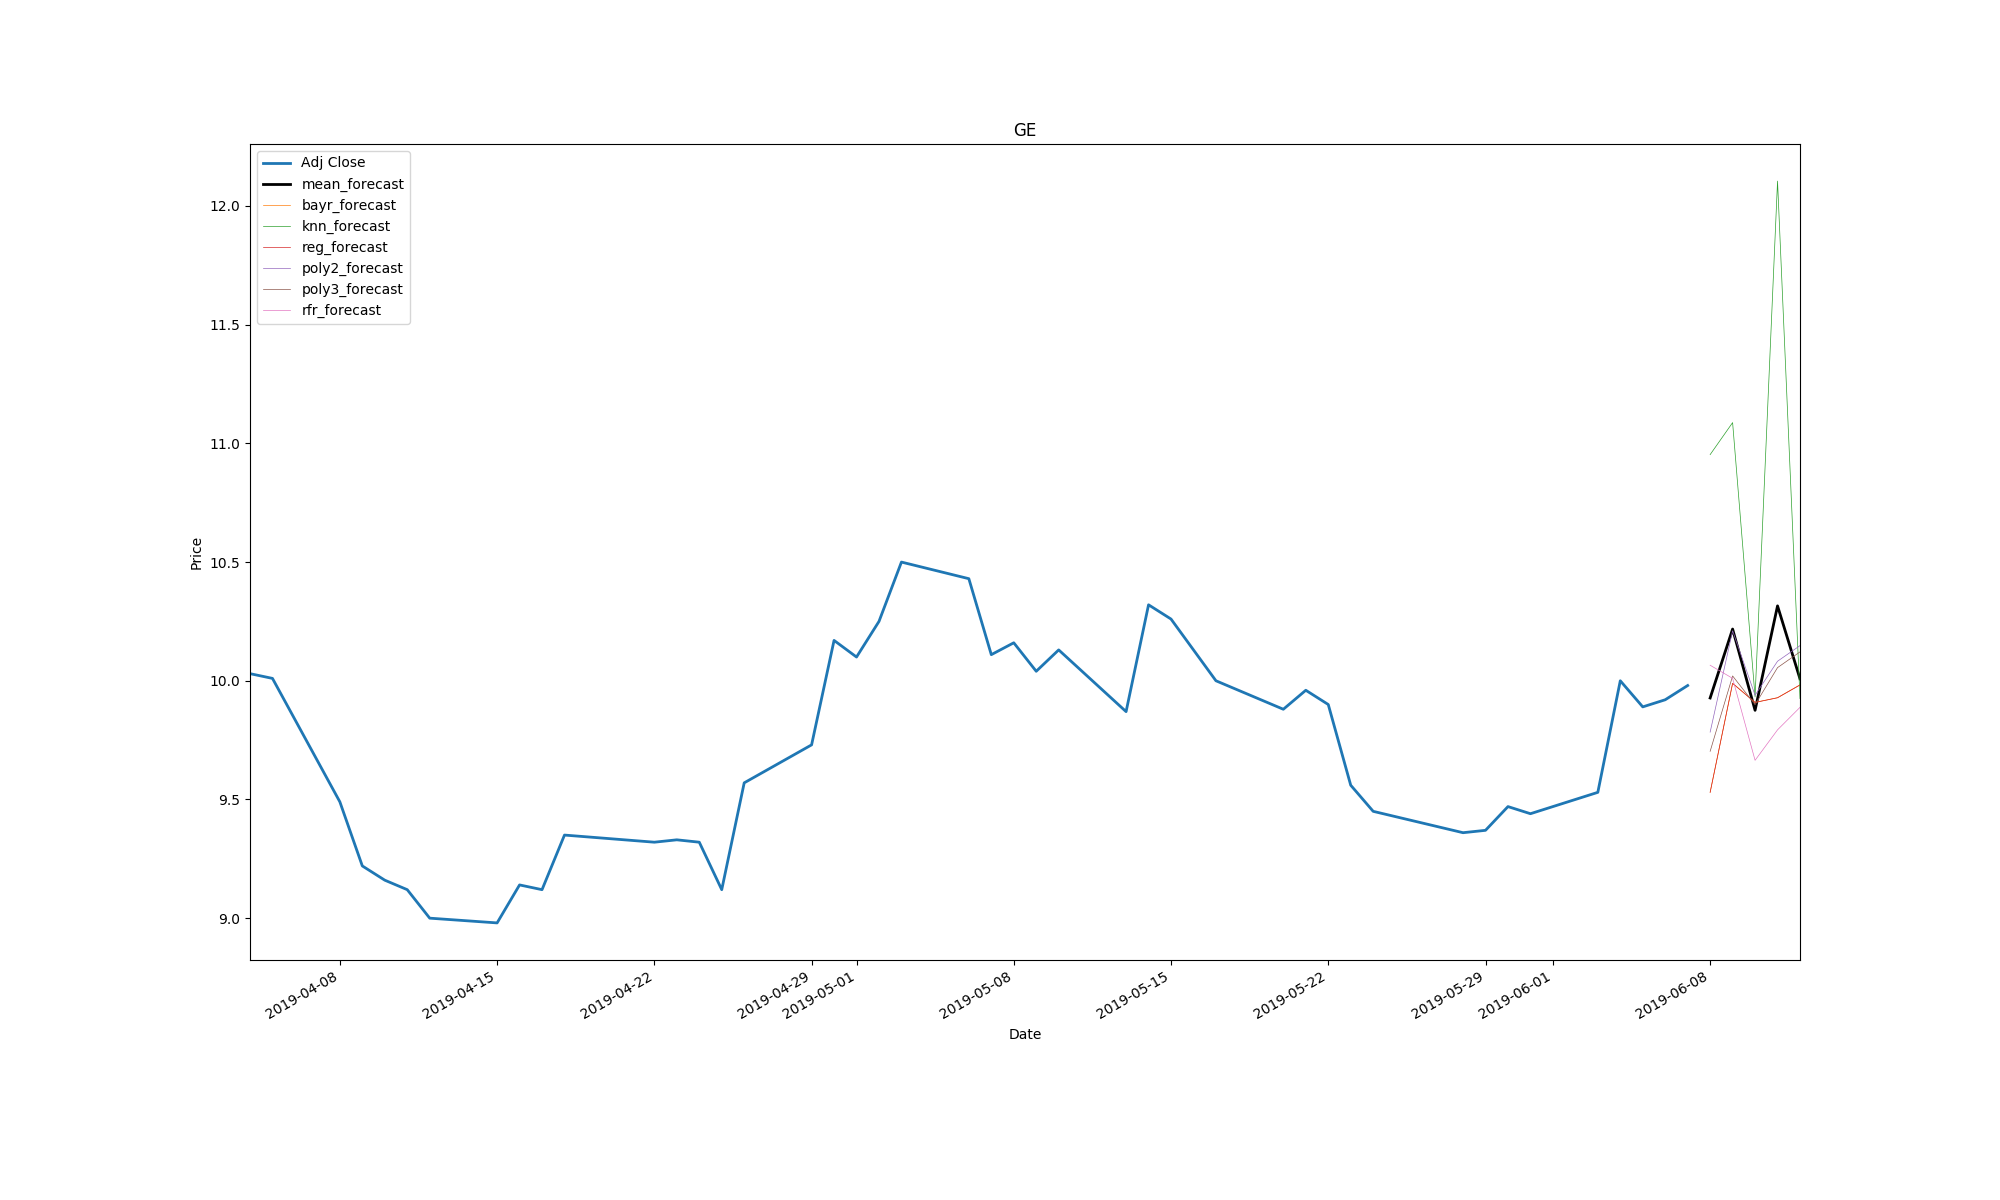 GE
Adj Close
mean_forecast
bayr_forecast
knn_forecast
reg_forecast
poly2_forecast
poly3_forecast
rfr_forecast
12.0
11.5
11.0
10.5
10.0
9.5
9.0
Price
2019-04-08
2019-04-15
2019-04-22
2019-04-29
2019-05-01
2019-05-08
2019-05-15
2019-05-22
2019-05-29
2019-06-01
2019-06-08
Date